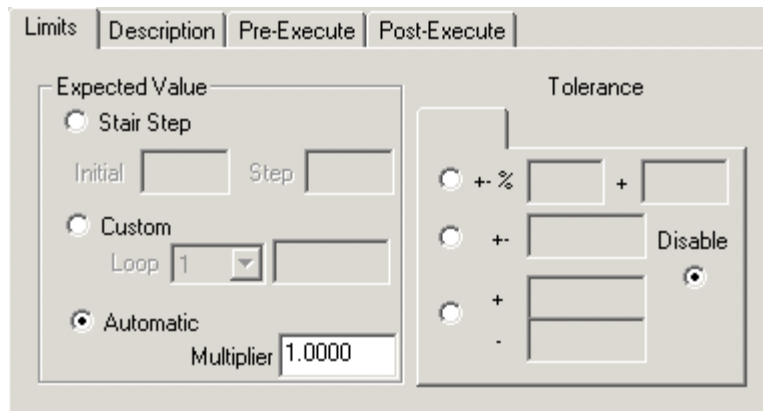 Limits Description Pre-Execute Post-Execute
Expected Value
Stair Step
Initial Step
Custom
Loop 1
Automatic
Multiplier 1.0000
Tolerance
+- % +
+-
Disable
+
-